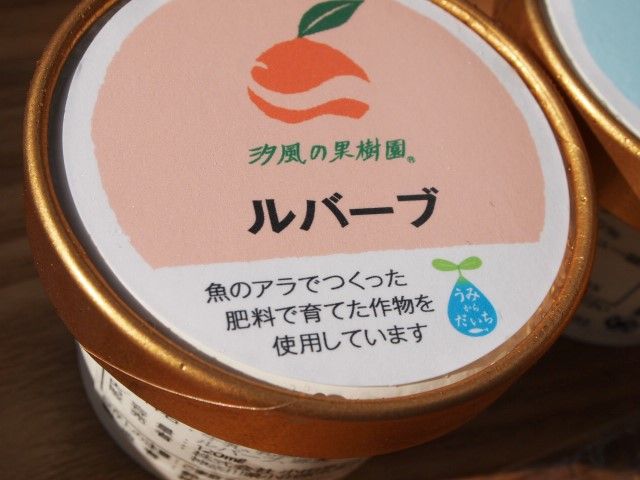 汐風の果樹園®
ルバーブ
魚のアラでつくった
肥料で育てた作物を
使用しています
うみ
から
だいち
120ml